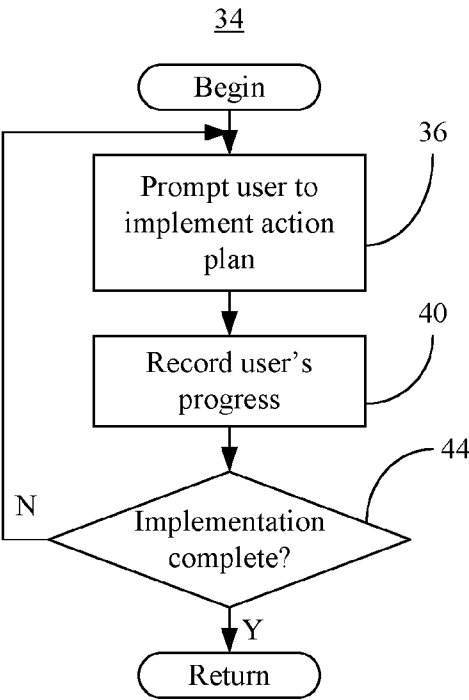 34
Begin
36
Prompt user to
implement action
plan
40
Record user’s
progress
44
N
Implementation
complete?
Y
Return